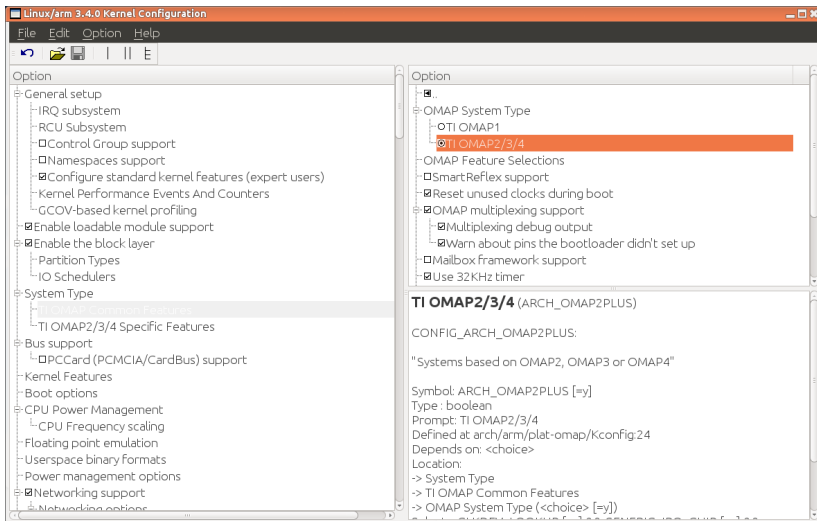 Linux/arm 3.4.0 Kernel Configuration
File Edit Option Help
Option
General setup
IRQ subsystem
RCU Subsystem
Control Group support
Namespaces support
Configure standard kernel features (expert users)
Kernel Performance Events And Counters
GCOV-based kernel profiling
Enable loadable module support
Enable the block layer
Partition Types
IO Schedulers
System Type
TI OMAP Common Features
TI OMAP2/3/4 Specific Features
Bus support
PCCard (PCMCIA/CardBus) support
Kernel Features
Boot options
CPU Power Management
CPU Frequency scaling
Floating point emulation
Userspace binary formats
Power management options
Networking support
Networking options
Option
..
OMAP System Type
TI OMAP1
TI OMAP2/3/4
OMAP Feature Selections
SmartReflex support
Reset unused clocks during boot
OMAP multiplexing support
Multiplexing debug output
Warn about pins the bootloader didn't set up
Mailbox framework support
Use 32KHz timer
TI OMAP2/3/4 (ARCH_OMAP2PLUS)
CONFIG_ARCH_OMAP2PLUS:
"Systems based on OMAP2, OMAP3 or OMAP4"
Symbol: ARCH_OMAP2PLUS [=y]
Type : boolean
Prompt: TI OMAP2/3/4
Defined at arch/arm/plat-omap/Kconfig:24
Depends on: <choice>
Location:
-> System Type
-> TI OMAP Common Features
-> OMAP System Type (<choice> [=y])